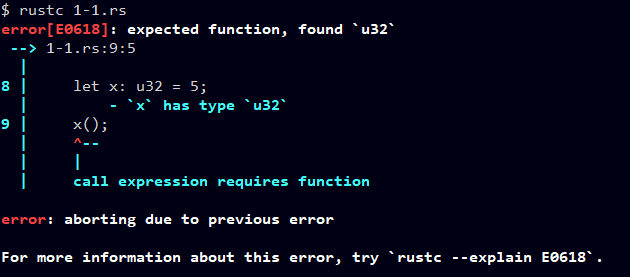 $ rustc 1-1.rs
error[E0618]: expected function, found `u32`
 --> 1-1.rs:9:5
  |
8 |     let x: u32 = 5;
  |         - `x` has type `u32`
9 |     x();
  |     ^--
  |     |
  |     call expression requires function

error: aborting due to previous error

For more information about this error, try `rustc --explain E0618`.